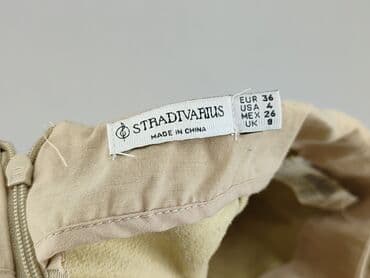 STRADIVARIUS
MADE IN CHINA
EUR 36
USA 4
MEX 26
UK 8